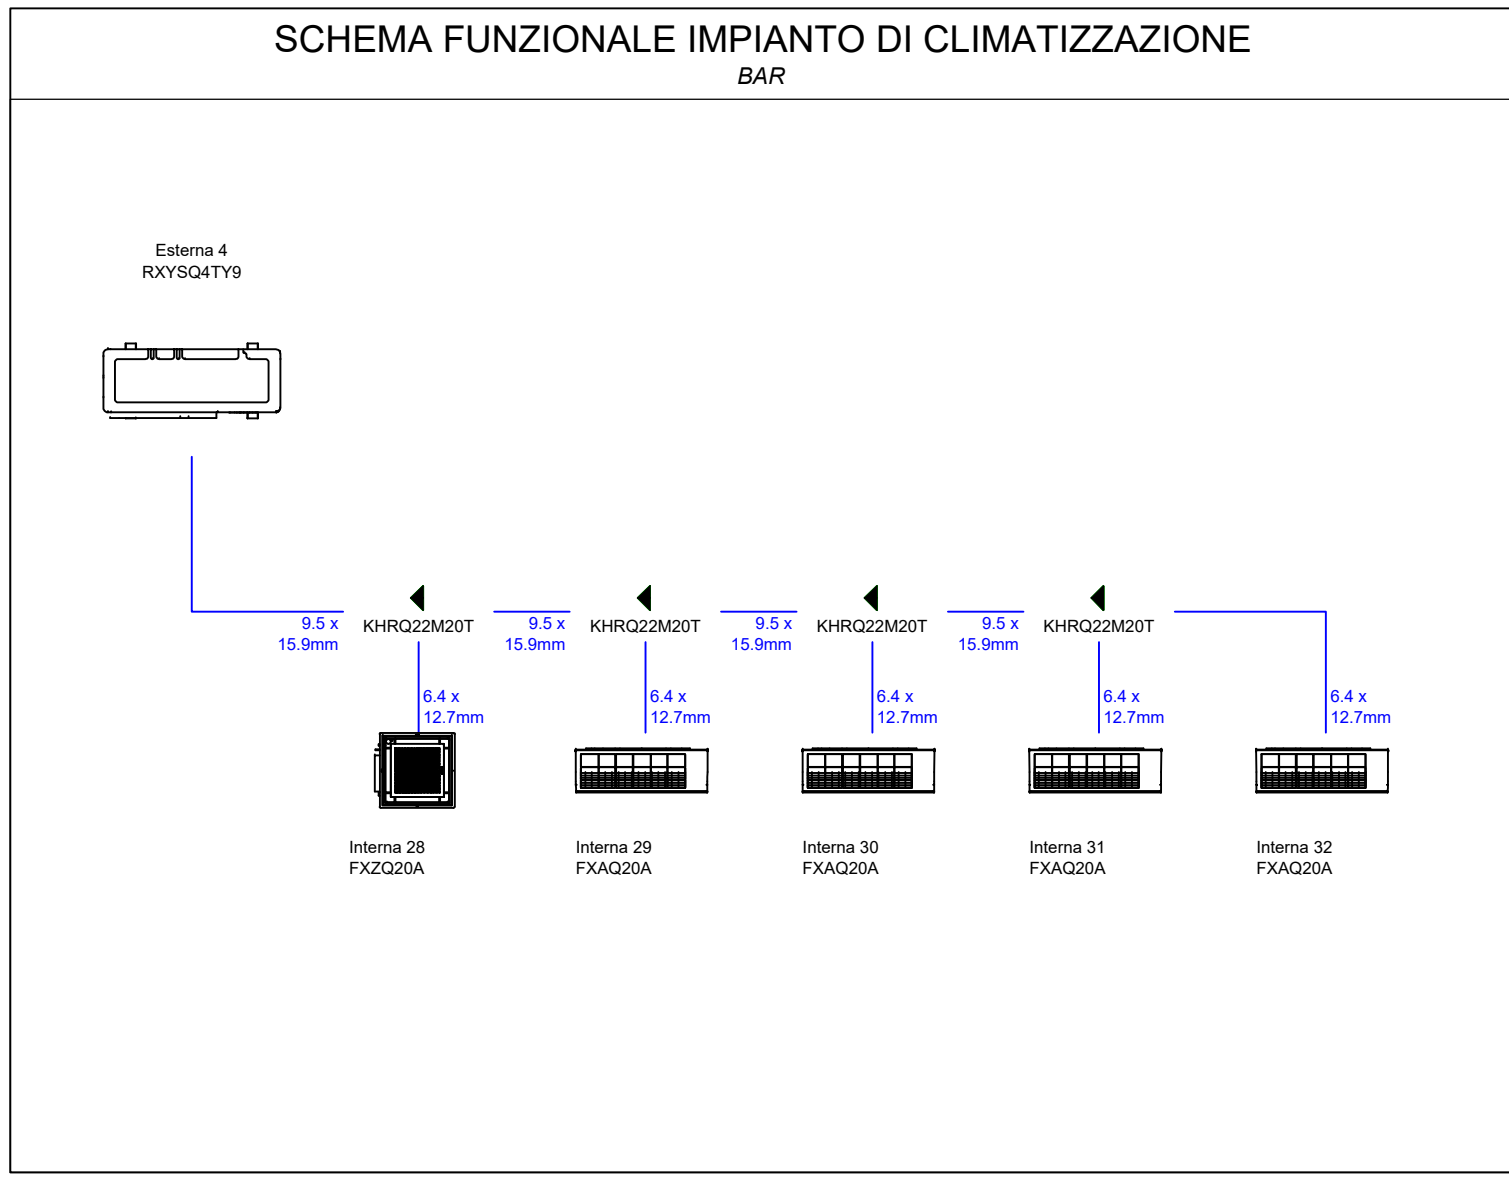 SCHEMA FUNZIONALE IMPIANTO DI CLIMATIZZAZIONE
BAR
Esterna 4
RXYSQ4TY9
9.5 x
15.9mm
KHRQ22M20T
9.5 x
15.9mm
KHRQ22M20T
9.5 x
15.9mm
KHRQ22M20T
9.5 x
15.9mm
KHRQ22M20T
6.4 x
12.7mm
6.4 x
12.7mm
6.4 x
12.7mm
6.4 x
12.7mm
6.4 x
12.7mm
Interna 28
FXZQ20A
Interna 29
FXAQ20A
Interna 30
FXAQ20A
Interna 31
FXAQ20A
Interna 32
FXAQ20A